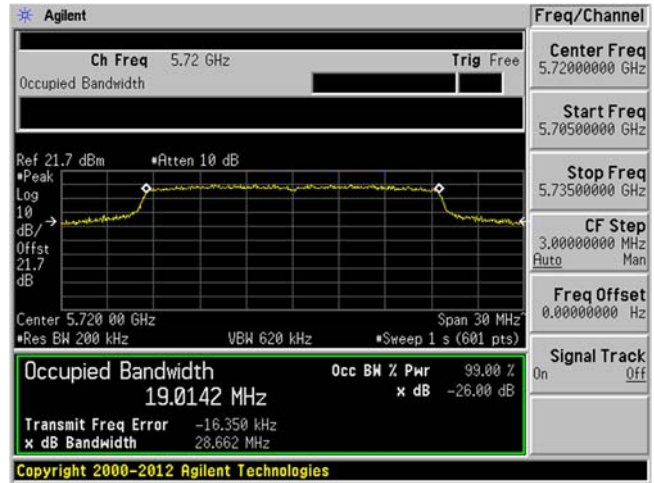 Agilent
Freq/Channel
Ch Freq 5.72 GHz Trig Free
Occupied Bandwidth
Center Freq
5.72000000 GHz
Start Freq
5.70500000 GHz
Stop Freq
5.73500000 GHz
CF Step
3.00000000 MHz
Auto Man
Freq Offset
0.00000000 Hz
Signal Track
On Off
Ref 21.7 dBm #Atten 10 dB
#Peak
Log
10
dB/
Offst
21.7
dB
Center 5.720 00 GHz Span 30 MHz^
#Res BW 200 kHz VBW 620 kHz #Sweep 1 s (601 pts)
Occupied Bandwidth Occ BW % Pwr 99.00 %
19.0142 MHz x dB -26.00 dB
Transmit Freq Error -16.350 kHz
x dB Bandwidth 28.662 MHz
Copyright 2000-2012 Agilent Technologies